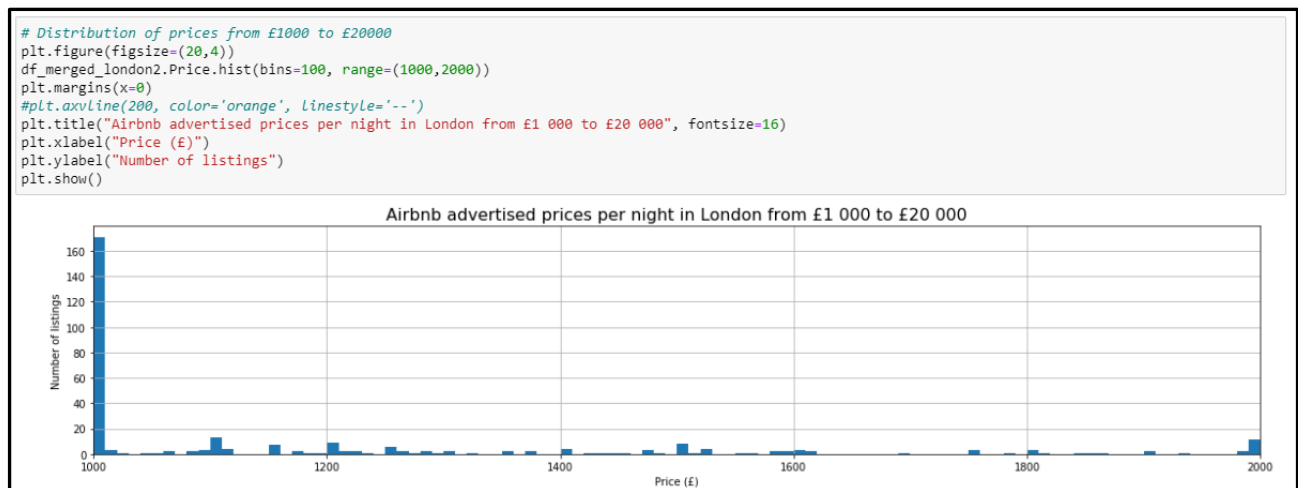 # Distribution of prices from £1000 to £20000
plt.figure(figsize=(20,4))
df_merged_london2.Price.hist(bins=100, range=(1000,2000))
plt.margins(x=0)
#plt.axvline(200, color='orange', linestyle='--')
plt.title("Airbnb advertised prices per night in London from £1 000 to £20 000", fontsize=16)
plt.xlabel("Price (£)")
plt.ylabel("Number of listings")
plt.show()
Airbnb advertised prices per night in London from £1 000 to £20 000
Number of listings
160
140
120
100
80
60
40
20
0
1000 1200 1400 1600 1800 2000
Price (£)